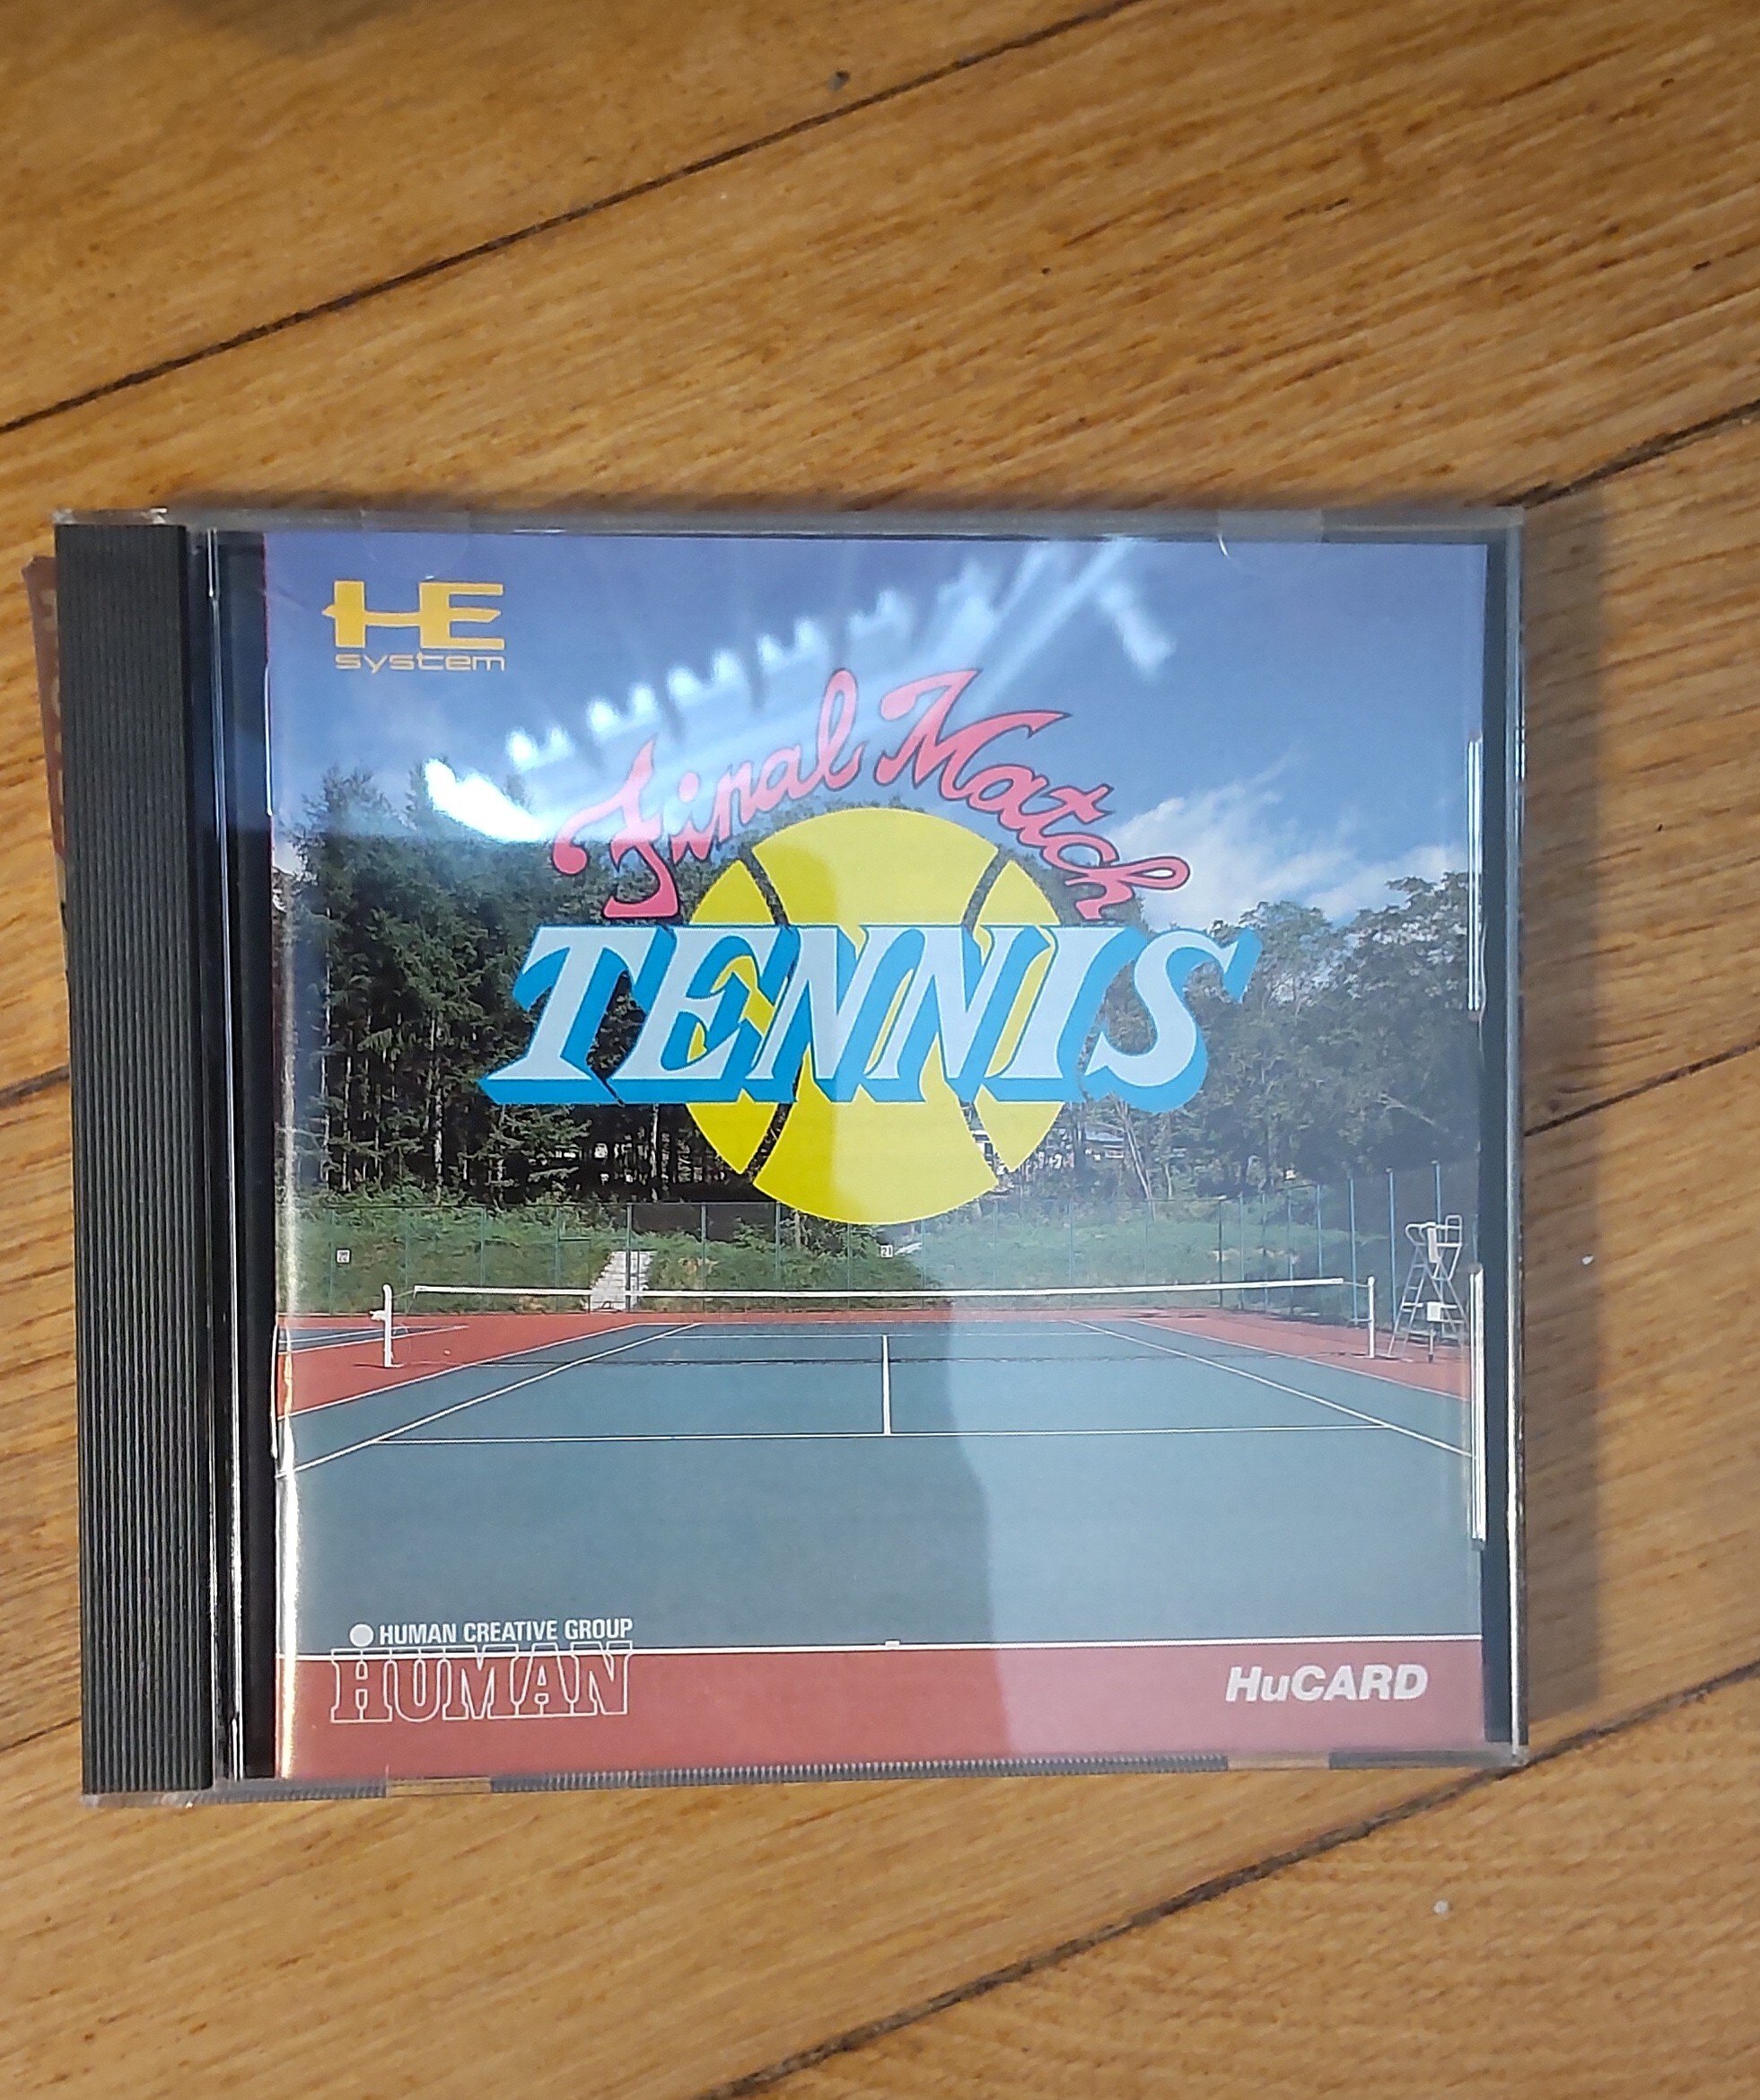 HE
system
Final Match
TENNIS
HUMAN CREATIVE GROUP
HUMAN
HuCARD